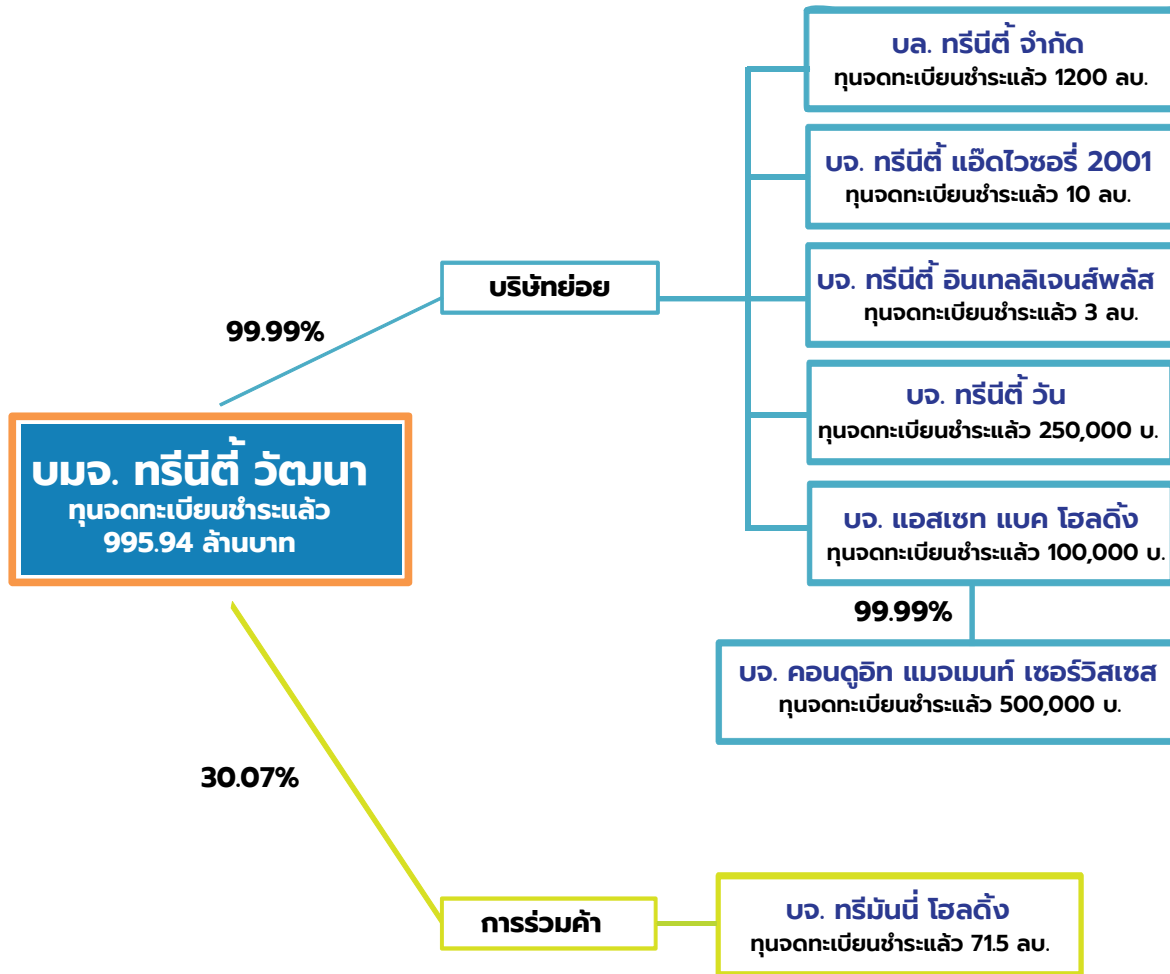 บล. ทรีนีตี้ จำกัด
ทุนจดทะเบียนชำระแล้ว 1200 ลบ.
บจ. ทรีนีตี้ แอ๊ดไวซอรี่ 2001
ทุนจดทะเบียนชำระแล้ว 10 ลบ.
บริษัทย่อย
บจ. ทรีนีตี้ อินเทลลิเจนส์พลัส
ทุนจดทะเบียนชำระแล้ว 3 ลบ.
99.99%
บจ. ทรีนีตี้ วัน
ทุนจดทะเบียนชำระแล้ว 250,000 บ.
บมจ. ทรีนีตี้ วัฒนา
ทุนจดทะเบียนชำระแล้ว
995.94 ล้านบาท
บจ. แอสเซท แบค โฮลดิ้ง
ทุนจดทะเบียนชำระแล้ว 100,000 บ.
99.99%
บจ. คอนดูอิท แมจเมนท์ เซอร์วิสเซส
ทุนจดทะเบียนชำระแล้ว 500,000 บ.
30.07%
การร่วมค้า
บจ. ทรีมันนี่ โฮลดิ้ง
ทุนจดทะเบียนชำระแล้ว 71.5 ลบ.